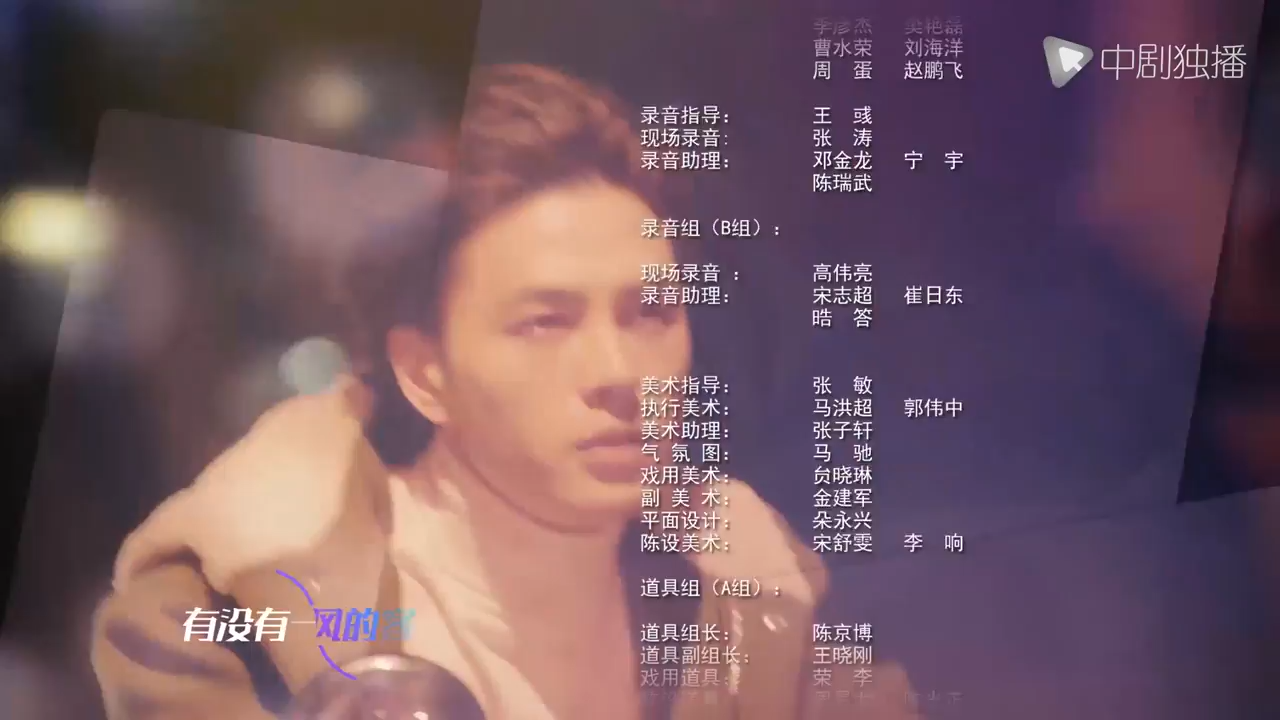 季彦杰 樊艳磊
曹水荣 刘海洋
周 蛋 赵鹏飞
中剧独播
录音指导： 王 彧
现场录音： 张 涛
录音助理： 邓金龙 宁 宇
陈瑞武
录音组（B组）：
现场录音 ： 高伟亮
录音助理： 宋志超 崔日东
晧 答
美术指导： 张 敏
执行美术： 马洪超 郭伟中
美术助理： 张子轩
气 氛 图： 马 驰
戏用美术： 贠晓琳
副 美 术： 金建军
平面设计： 朵永兴
陈设美术： 宋舒雯 李 响
道具组（A组）：
有没有一 风的
道具组长： 陈京博
道具副组长： 王晓刚
戏用道具： 荣 李